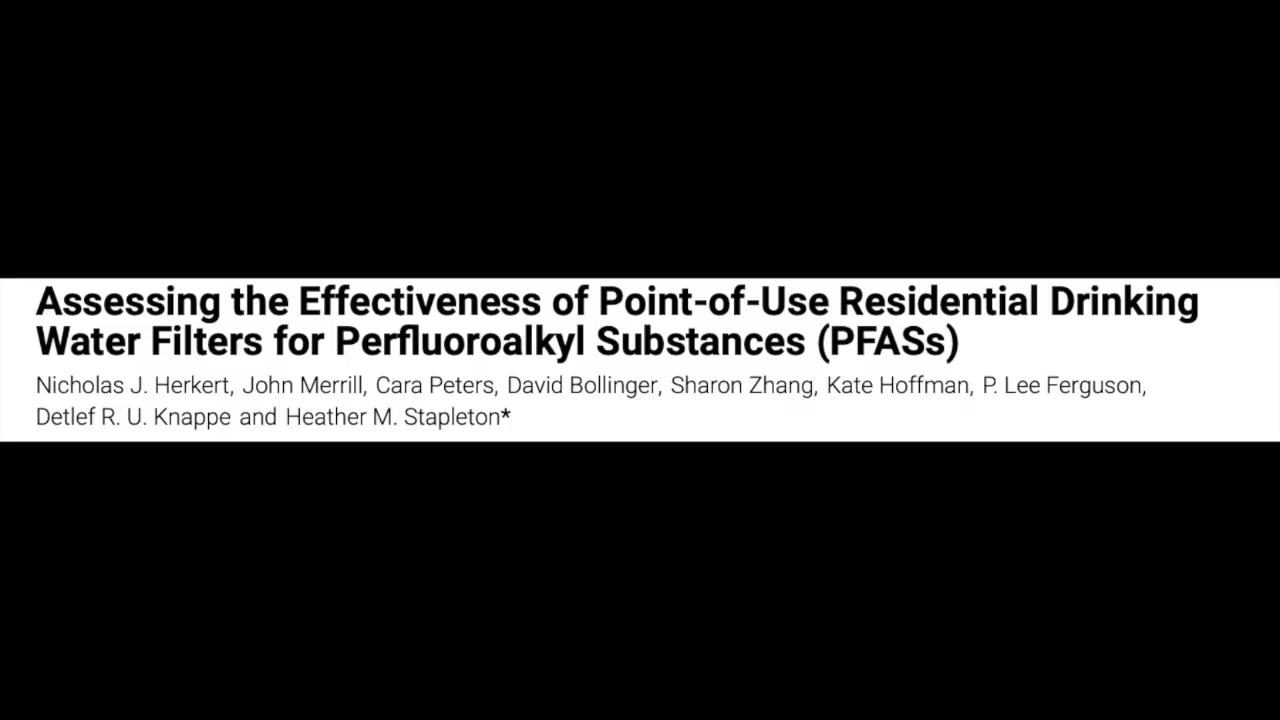 Assessing the Effectiveness of Point-of-Use Residential Drinking
Water Filters for Perfluoroalkyl Substances (PFASs)
Nicholas J. Herkert, John Merrill, Cara Peters, David Bollinger, Sharon Zhang, Kate Hoffman, P. Lee Ferguson,
Detlef R. U. Knappe and Heather M. Stapleton*